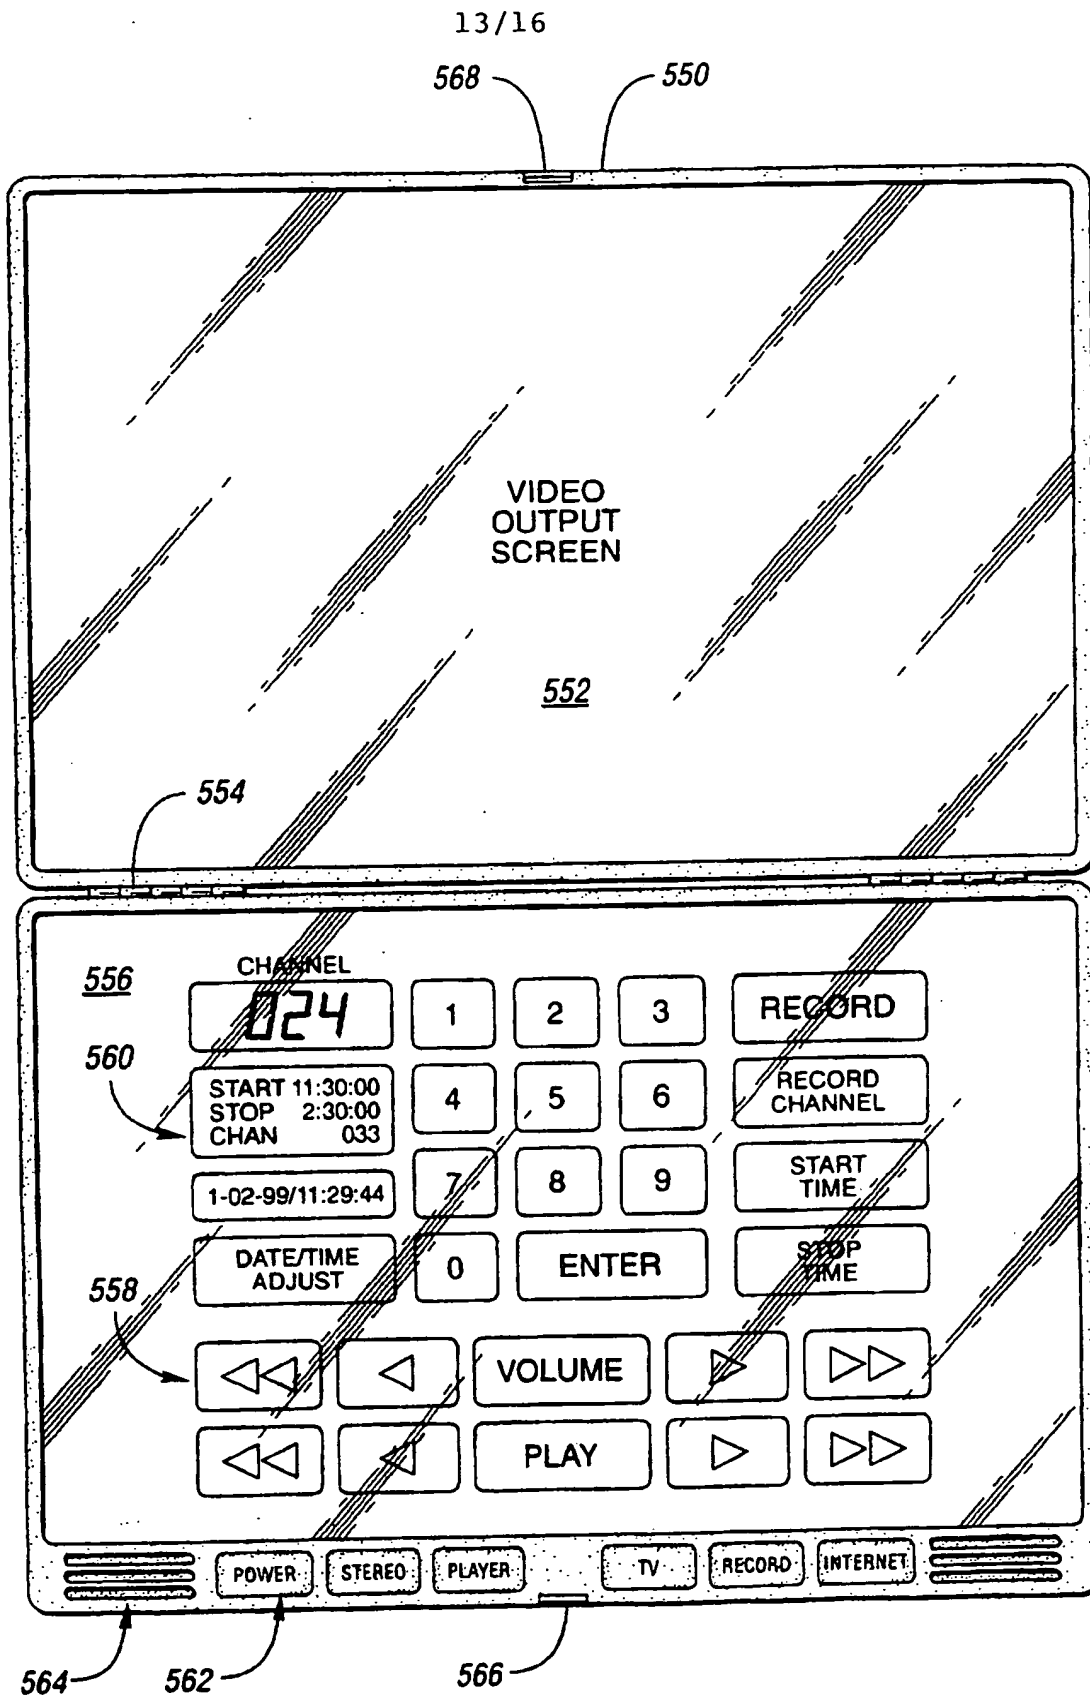 13/16
568 550
VIDEO
OUTPUT
SCREEN
552
554
556
CHANNEL
024
1 2 3
RECORD
560
START 11:30:00
STOP 2:30:00
CHAN 033
4 5 6
RECORD
CHANNEL
1-02-99/11:29:44
7 8 9
START
TIME
DATE/TIME
ADJUST
0 ENTER
STOP
TIME
558
VOLUME
PLAY
POWER STEREO PLAYER TV RECORD INTERNET
564 562 566